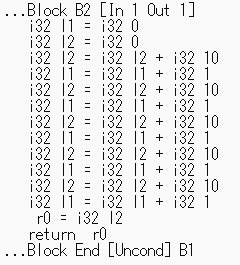 ...Block B2 [In 1 Out 1]
i32 l1 = i32 0
i32 l2 = i32 0
i32 l2 = i32 l2 + i32 10
i32 l1 = i32 l1 + i32 1
i32 l2 = i32 l2 + i32 10
i32 l1 = i32 l1 + i32 1
i32 l2 = i32 l2 + i32 10
i32 l1 = i32 l1 + i32 1
i32 l2 = i32 l2 + i32 10
i32 l1 = i32 l1 + i32 1
i32 l2 = i32 l2 + i32 10
i32 l1 = i32 l1 + i32 1
r0 = i32 l2
return r0
...Block End [Uncond] B1